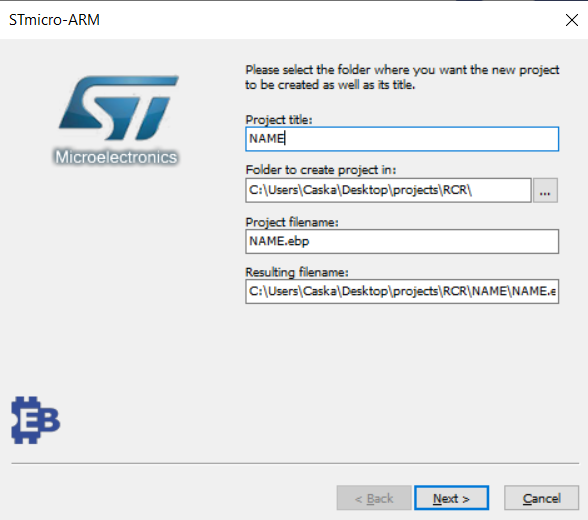 STmicro-ARM
Please select the folder where you want the new project
to be created as well as its title.
Project title:
NAME
Folder to create project in:
C:\Users\Caska\Desktop\projects\RCR\
...
Project filename:
NAME.ebp
Resulting filename:
C:\Users\Caska\Desktop\projects\RCR\NAME\NAME.e
ST
Microelectronics
EB
< Back
Next >
Cancel